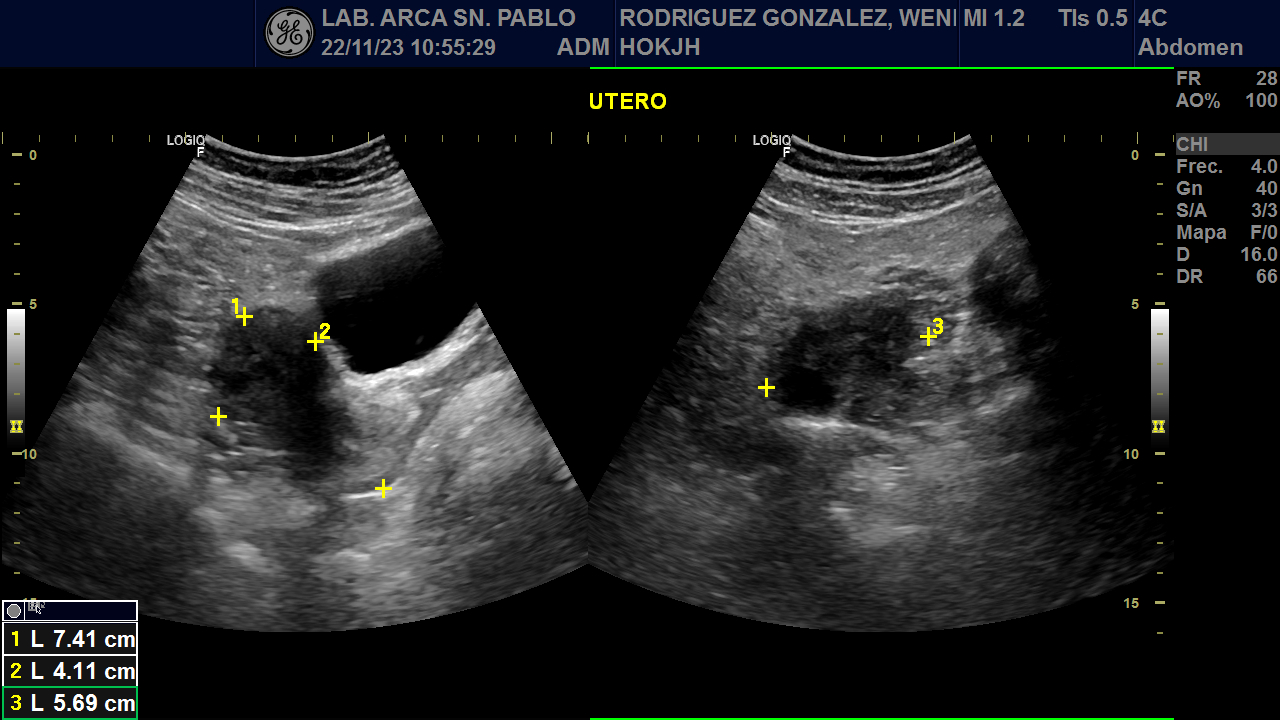 LAB. ARCA SN. PABLO
22/11/23 10:55:29 ADM
RODRIGUEZ GONZALEZ, WENI
HOKJH
MI 1.2 TIs 0.5
4C
Abdomen
UTERO
FR 28
AO% 100
CHI
Frec. 4.0
Gn 40
S/A 3/3
Mapa F/0
D 16.0
DR 66
LOGIQ
F
0
5
10
1
2
LOGIQ
F
0
5
10
15
3
1 L 7.41 cm
2 L 4.11 cm
3 L 5.69 cm